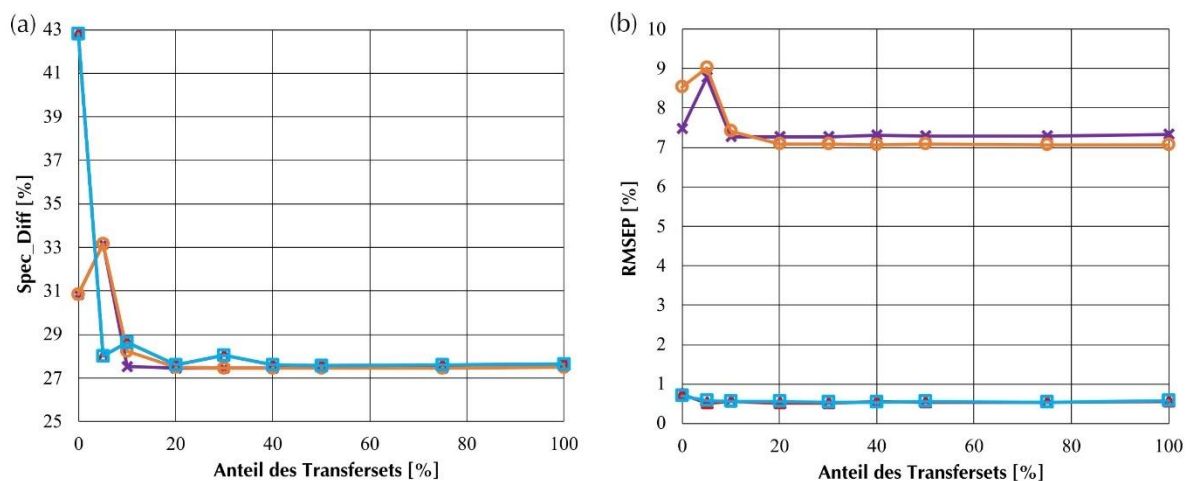 (a)
43
41
39
37
35
33
31
29
27
25
Spec_Diff [%]
0 20 40 60 80 100
Anteil des Transfersets [%]
(b)
10
9
8
7
6
5
4
3
2
1
0
RMSEP [%]
0 20 40 60 80 100
Anteil des Transfersets [%]